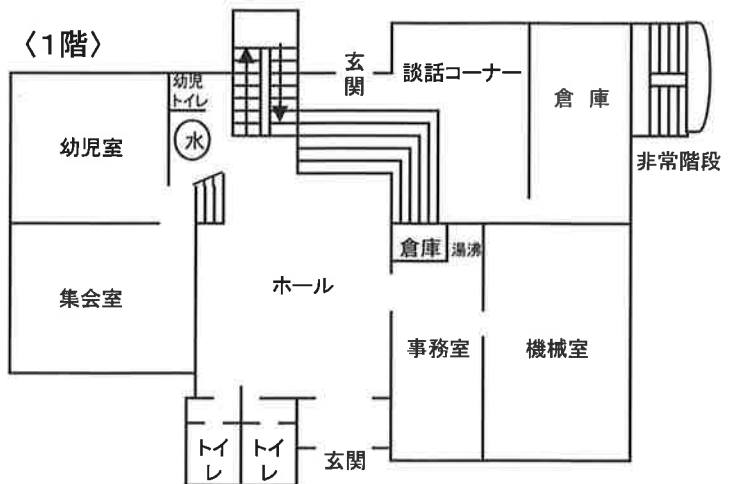 〈1階〉
玄
関
談話コーナー
倉 庫
幼児
トイレ
水
幼児室
非常階段
倉庫
湯沸
ホール
集会室
事務室
機械室
トイ
レ
トイ
レ
玄関